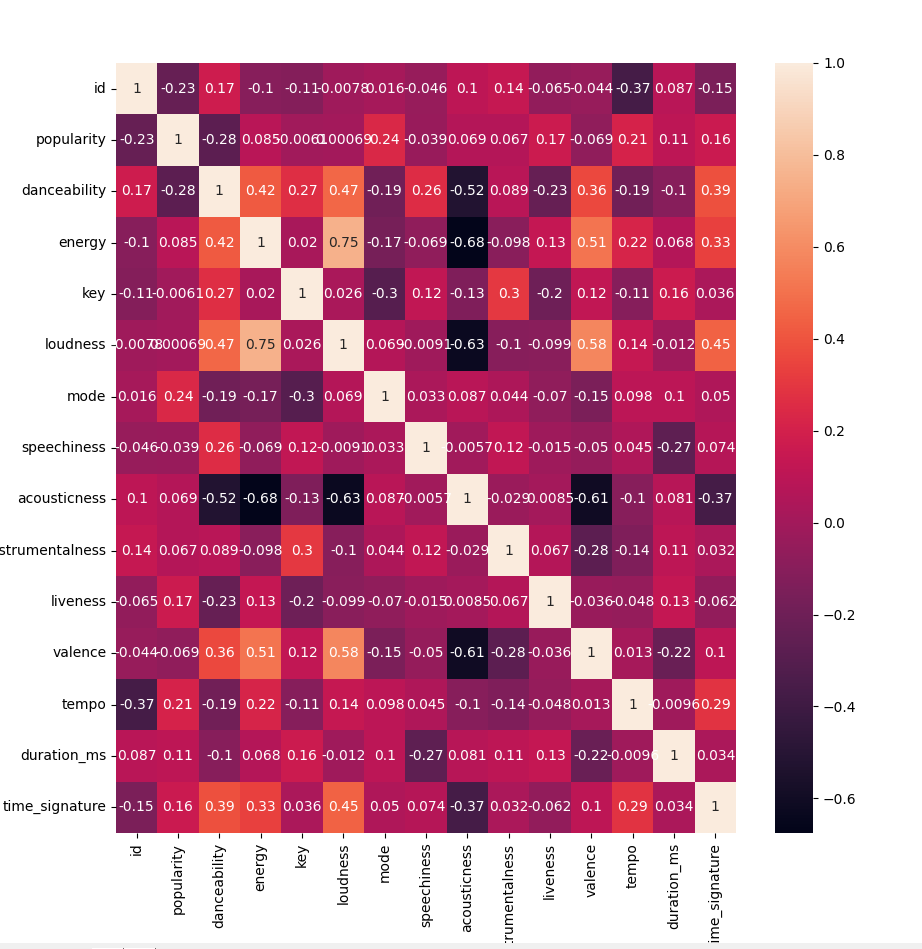 id 1 -0.23 0.17 -0.1 -0.11 -0.0078 0.016 -0.046 0.1 0.14 -0.065 -0.044 -0.37 0.087 -0.15
popularity -0.23 1 -0.28 0.085 -0.0061 0.00069 0.24 -0.039 0.069 0.067 0.17 -0.069 0.21 0.11 0.16
danceability 0.17 -0.28 1 0.42 0.27 0.47 -0.19 0.26 -0.52 0.089 -0.23 0.36 -0.19 -0.1 0.39
energy -0.1 0.085 0.42 1 0.02 0.75 -0.17 -0.069 -0.68 -0.098 0.13 0.51 0.22 0.068 0.33
key -0.11 -0.0061 0.27 0.02 1 0.026 -0.3 0.12 -0.13 0.3 -0.2 0.12 -0.11 0.16 0.036
loudness -0.0078 0.00069 0.47 0.75 0.026 1 0.069 -0.0091 -0.63 -0.1 -0.099 0.58 0.14 -0.012 0.45
mode 0.016 0.24 -0.19 -0.17 -0.3 0.069 1 0.033 0.087 0.044 -0.07 -0.15 0.098 0.1 0.05
speechiness -0.046 -0.039 0.26 -0.069 0.12 -0.0091 0.033 1 -0.0057 0.12 -0.015 -0.05 0.045 -0.27 0.074
acousticness 0.1 0.069 -0.52 -0.68 -0.13 -0.63 0.087 -0.0057 1 -0.029 0.0085 -0.61 -0.1 0.081 -0.37
strumentalness 0.14 0.067 0.089 -0.098 0.3 -0.1 0.044 0.12 -0.029 1 0.067 -0.28 -0.14 0.11 0.032
liveness -0.065 0.17 -0.23 0.13 -0.2 -0.099 -0.07 -0.015 0.0085 0.067 1 -0.036 -0.048 0.13 -0.062
valence -0.044 -0.069 0.36 0.51 0.12 0.58 -0.15 -0.05 -0.61 -0.28 -0.036 1 0.013 -0.22 0.1
tempo -0.37 0.21 -0.19 0.22 -0.11 0.14 0.098 0.045 -0.1 -0.14 -0.048 0.013 1 -0.0096 0.29
duration_ms 0.087 0.11 -0.1 0.068 0.16 -0.012 0.1 -0.27 0.081 0.11 0.13 -0.22 -0.0096 1 0.034
time_signature -0.15 0.16 0.39 0.33 0.036 0.45 0.05 0.074 -0.37 0.032 -0.062 0.1 0.29 0.034 1
id
popularity
danceability
energy
key
loudness
mode
speechiness
acousticness
trumentalness
liveness
valence
tempo
duration_ms
ime_signature
1.0
0.8
0.6
0.4
0.2
0.0
−0.2
−0.4
−0.6